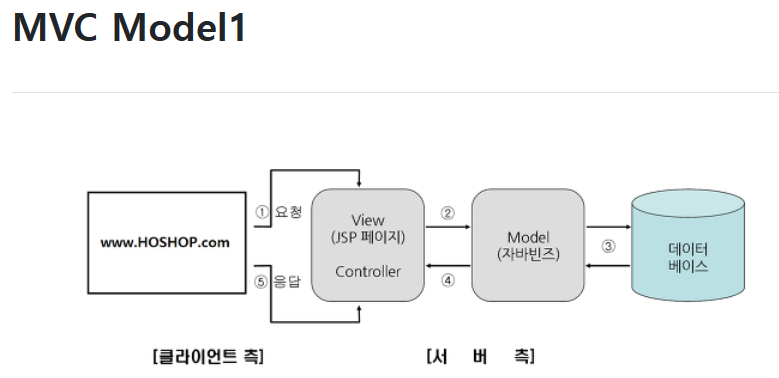 MVC Model1
① 요청
②
View
(JSP 페이지)
Controller
www.HOSHOP.com
Model
(자바빈즈)
③
데이터
베이스
⑤ 응답
④
[클라이언트 측]
[서 버 측]